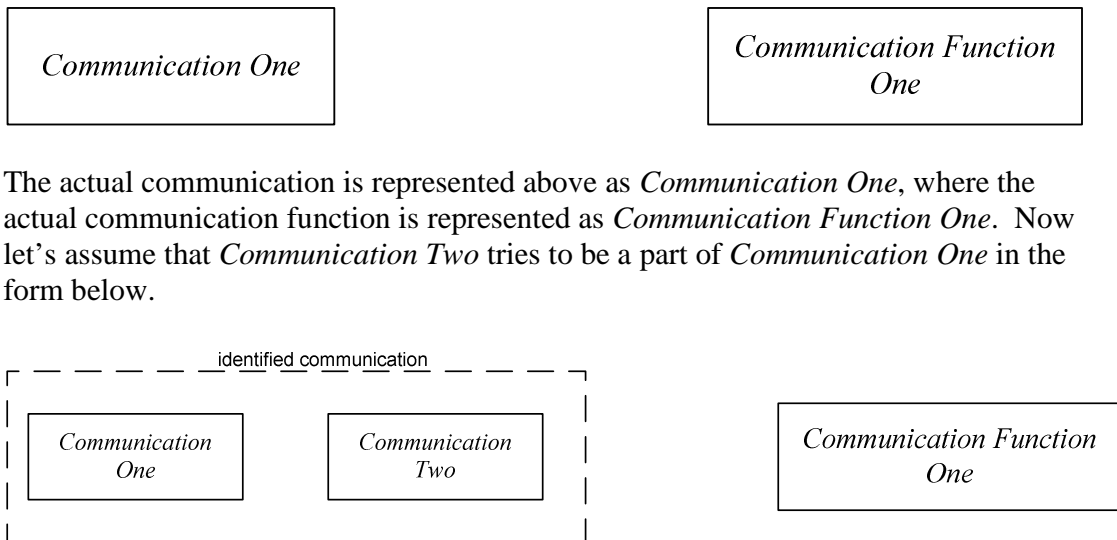 Communication One
Communication Function
One
The actual communication is represented above as Communication One, where the
actual communication function is represented as Communication Function One.  Now
let's assume that Communication Two tries to be a part of Communication One in the
form below.
identified communication
Communication
One
Communication
Two
Communication Function
One